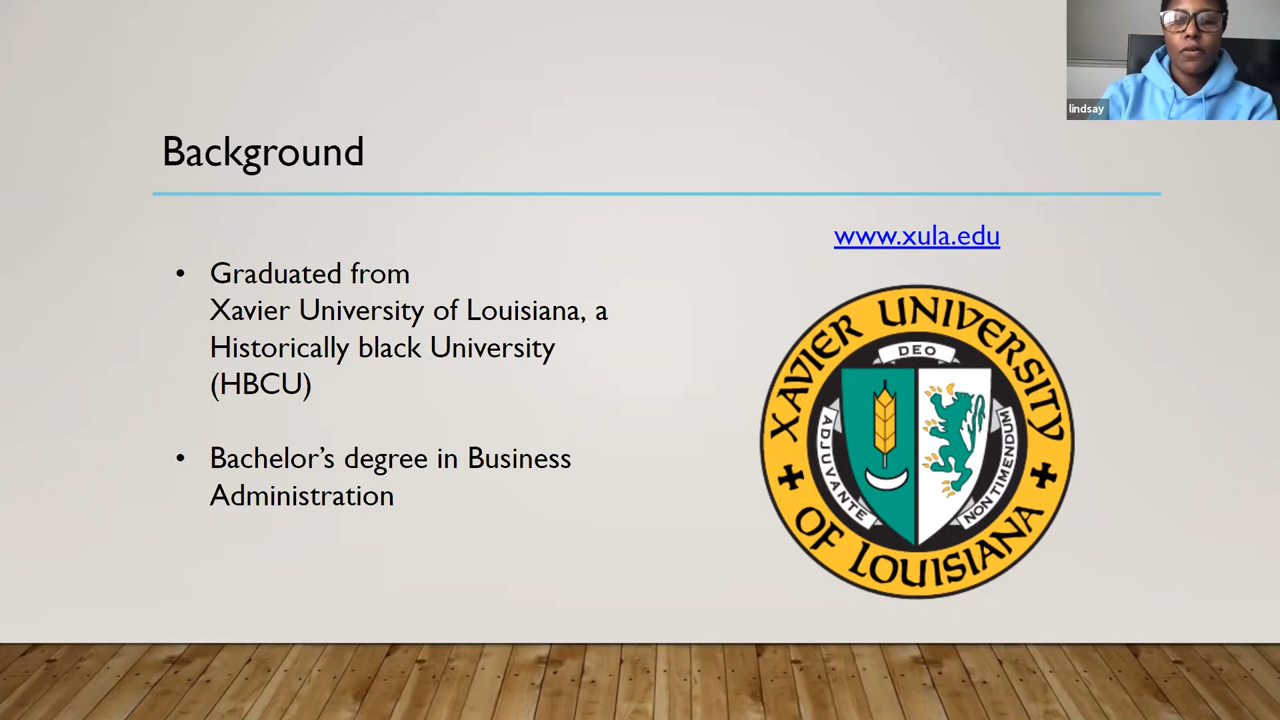 lindsay
Background
www.xula.edu
• Graduated from
Xavier University of Louisiana, a
Historically black University
(HBCU)
• Bachelor’s degree in Business
Administration
XAVIER UNIVERSITY
OF LOUISIANA
DEO
ADJUVANTE
NON TIMENDUM